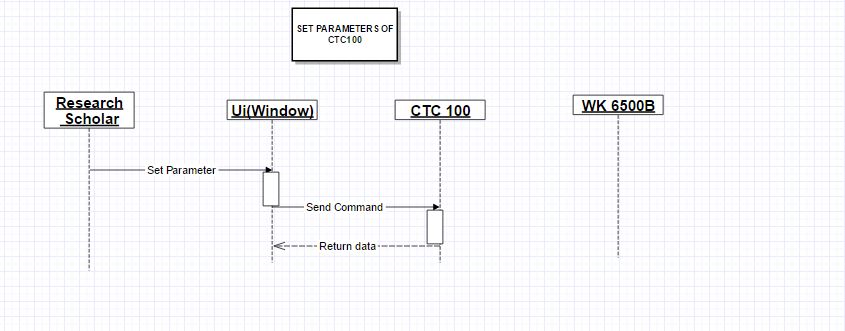 SET PARAMETERS OF
CTC100
Research
Scholar
Ui(Window)
CTC 100
WK 6500B
Set Parameter
Send Command
Return data